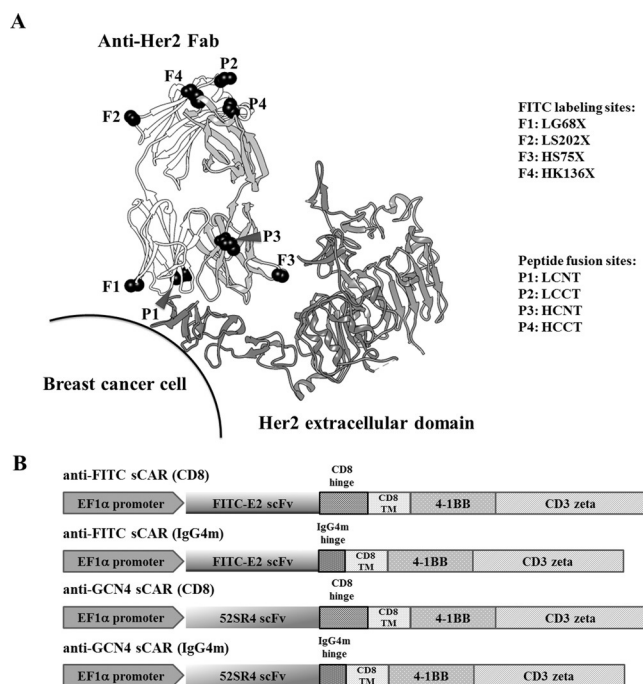 A
Anti-Her2 Fab
P2
F4
F2
P4
FITC labeling sites:
F1: LG68X
F2: LS202X
F3: HS75X
F4: HK136X
P3
F3
F1
P1
Peptide fusion sites:
P1: LCNT
P2: LCCT
P3: HCNT
P4: HCCT
Breast cancer cell
Her2 extracellular domain
B
anti-FITC sCAR (CD8)
CD8
hinge
EF1α promoter
FITC-E2 scFv
CD8
TM
4-1BB
CD3 zeta
anti-FITC sCAR (IgG4m)
IgG4m
hinge
EF1α promoter
FITC-E2 scFv
CD8
TM
4-1BB
CD3 zeta
anti-GCN4 sCAR (CD8)
CD8
hinge
EF1α promoter
52SR4 scFv
CD8
TM
4-1BB
CD3 zeta
anti-GCN4 sCAR (IgG4m)
IgG4m
hinge
EF1α promoter
52SR4 scFv
CD8
TM
4-1BB
CD3 zeta